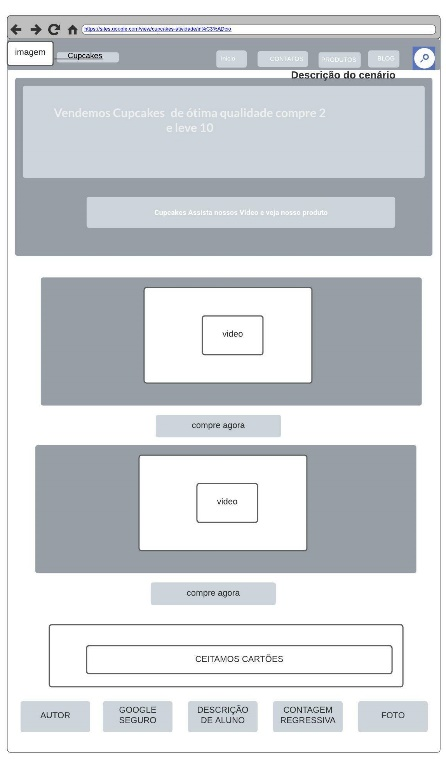 imagem
Cupcakes
INICIO
CONTATOS
PRODUTOS
BLOG
Descrição do cenário
Vendemos Cupcakes de ótima qualidade compre 2
e leve 10
Cupcakes Assista nossos Vídeo e veja nosso produto
video
compre agora
video
compre agora
CEITAMOS CARTÕES
AUTOR
GOOGLE
SEGURO
DESCRIÇÃO
DE ALUNO
CONTAGEM
REGRESSIVA
FOTO